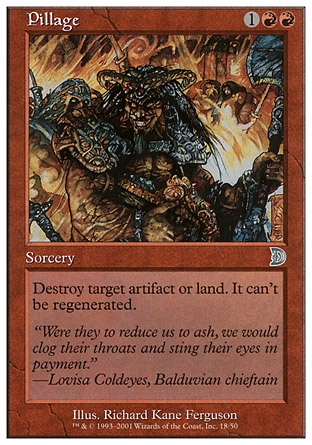 Pillage 1
Sorcery D
Destroy target artifact or land. It can't
be regenerated.
"Were they to reduce us to ash, we would
clog their throats and sting their eyes in
payment."
—Lovisa Coldeyes, Balduvian chieftain
Illus. Richard Kane Ferguson
™ & © 1993–2001 Wizards of the Coast, Inc. 18/50